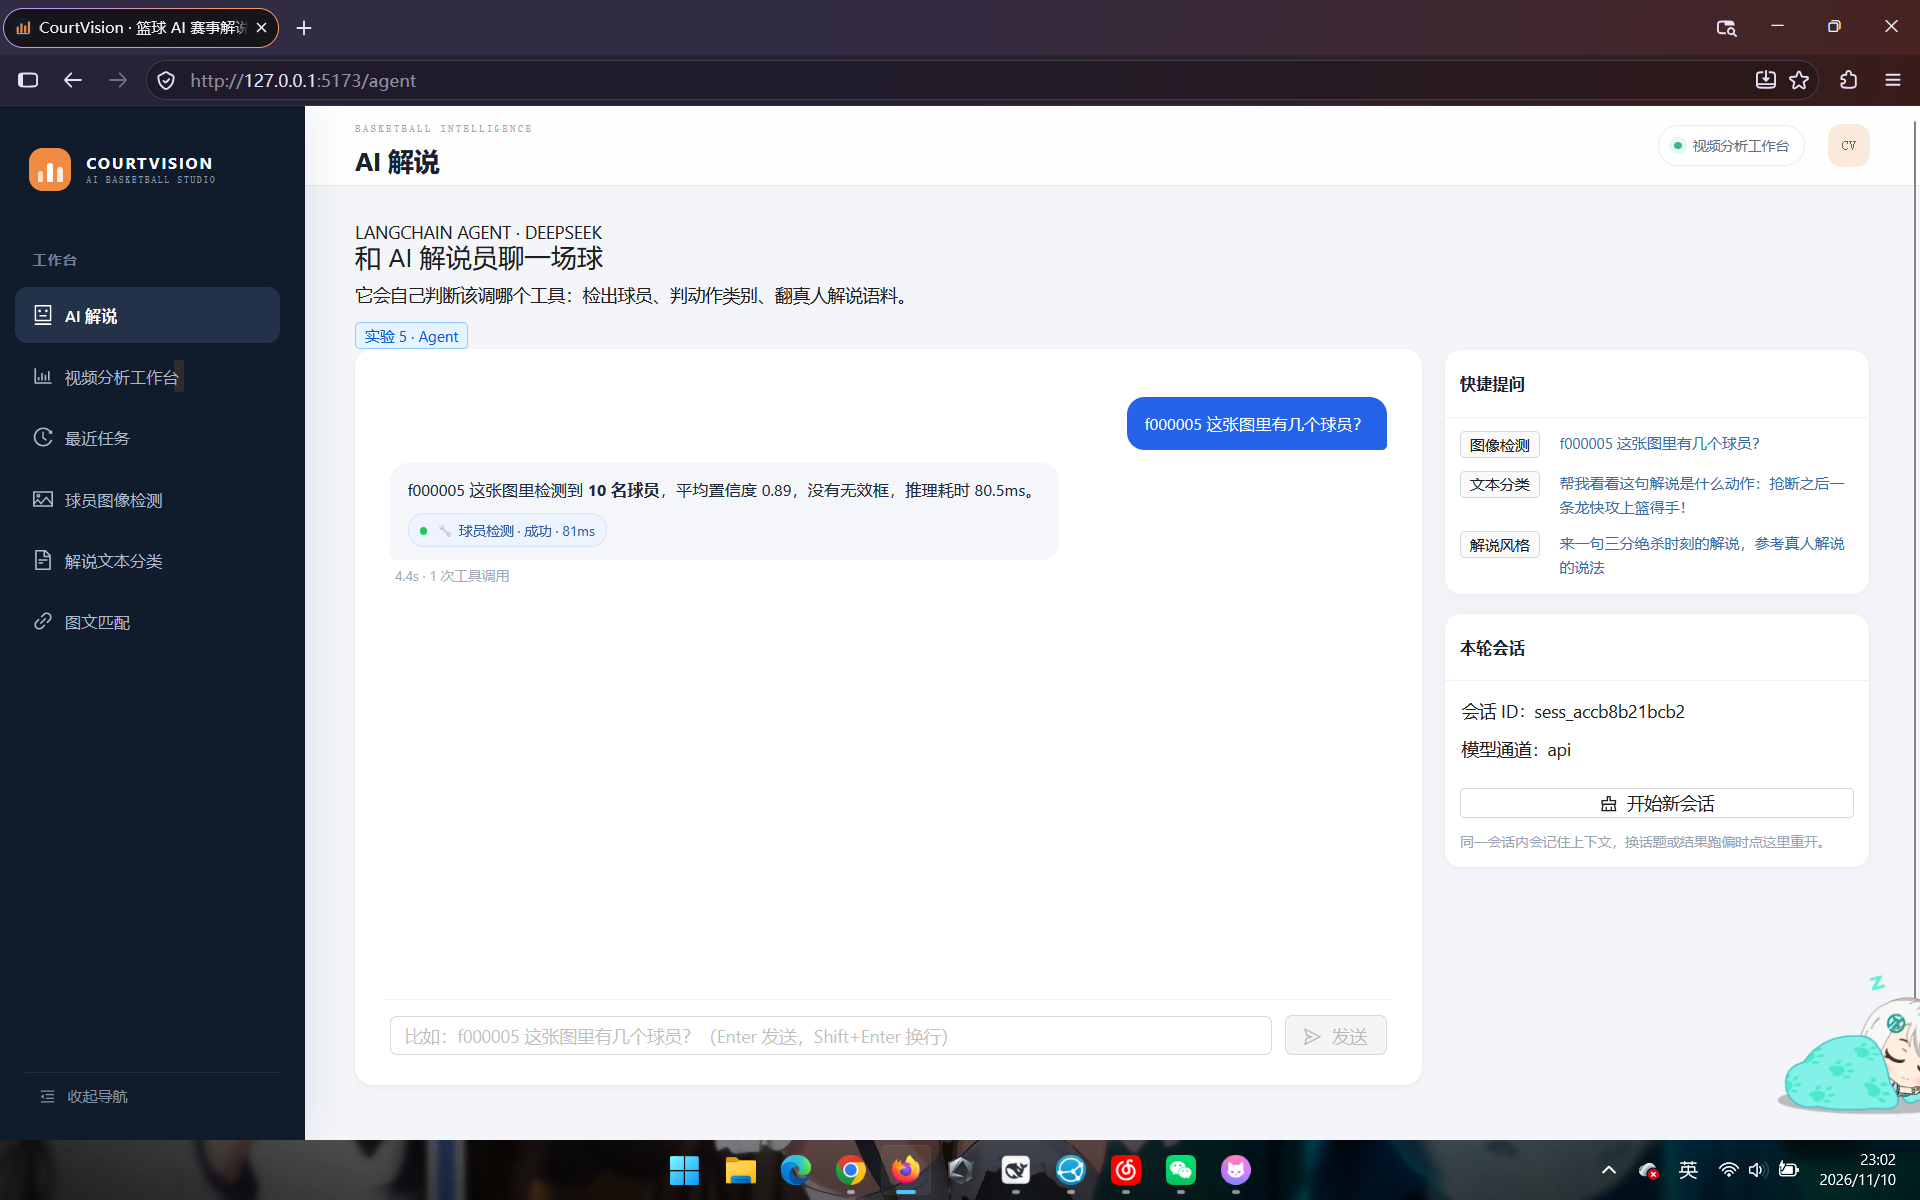 CourtVision · 篮球 AI 赛事解说
http://127.0.0.1:5173/agent
COURTVISION
AI BASKETBALL STUDIO
工作台
AI 解说
视频分析工作台
最近任务
球员图像检测
解说文本分类
图文匹配
收起导航
BASKETBALL INTELLIGENCE
AI 解说
视频分析工作台
CV
LANGCHAIN AGENT · DEEPSEEK
和 AI 解说员聊一场球
它会自己判断该调哪个工具：检出球员、判动作类别、翻真人解说语料。
实验 5 · Agent
f000005 这张图里有几个球员？
f000005 这张图里检测到 10 名球员，平均置信度 0.89，没有无效框，推理耗时 80.5ms。
球员检测 · 成功 · 81ms
4.4s · 1 次工具调用
比如：f000005 这张图里有几个球员？（Enter 发送，Shift+Enter 换行）
发送
快捷提问
图像检测 f000005 这张图里有几个球员？
文本分类 帮我看看这句解说是什么动作：抢断之后一
条龙快攻上篮得手！
解说风格 来一句三分绝杀时刻的解说，参考真人解说
的说法
本轮会话
会话 ID：sess_accb8b21bcb2
模型通道：api
开始新会话
同一会话内会记住上下文，换话题或结果跑偏时点这里重开。
z
英
23:02
2026/11/10